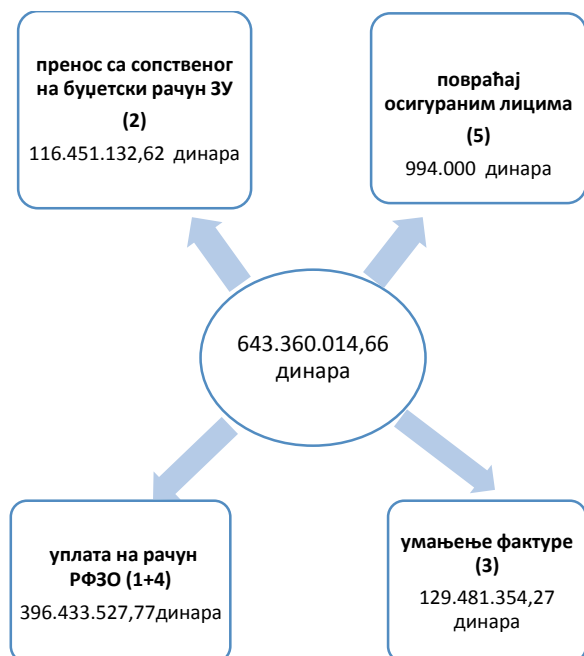 пренос са сопственог
на буџетски рачун ЗУ
(2)
116.451.132,62 динара
повраћај
осигураним лицима
(5)
994.000 динара
643.360.014,66
динара
уплата на рачун
РФЗО (1+4)
396.433.527,77динара
умањење фактуре
(3)
129.481.354,27
динара